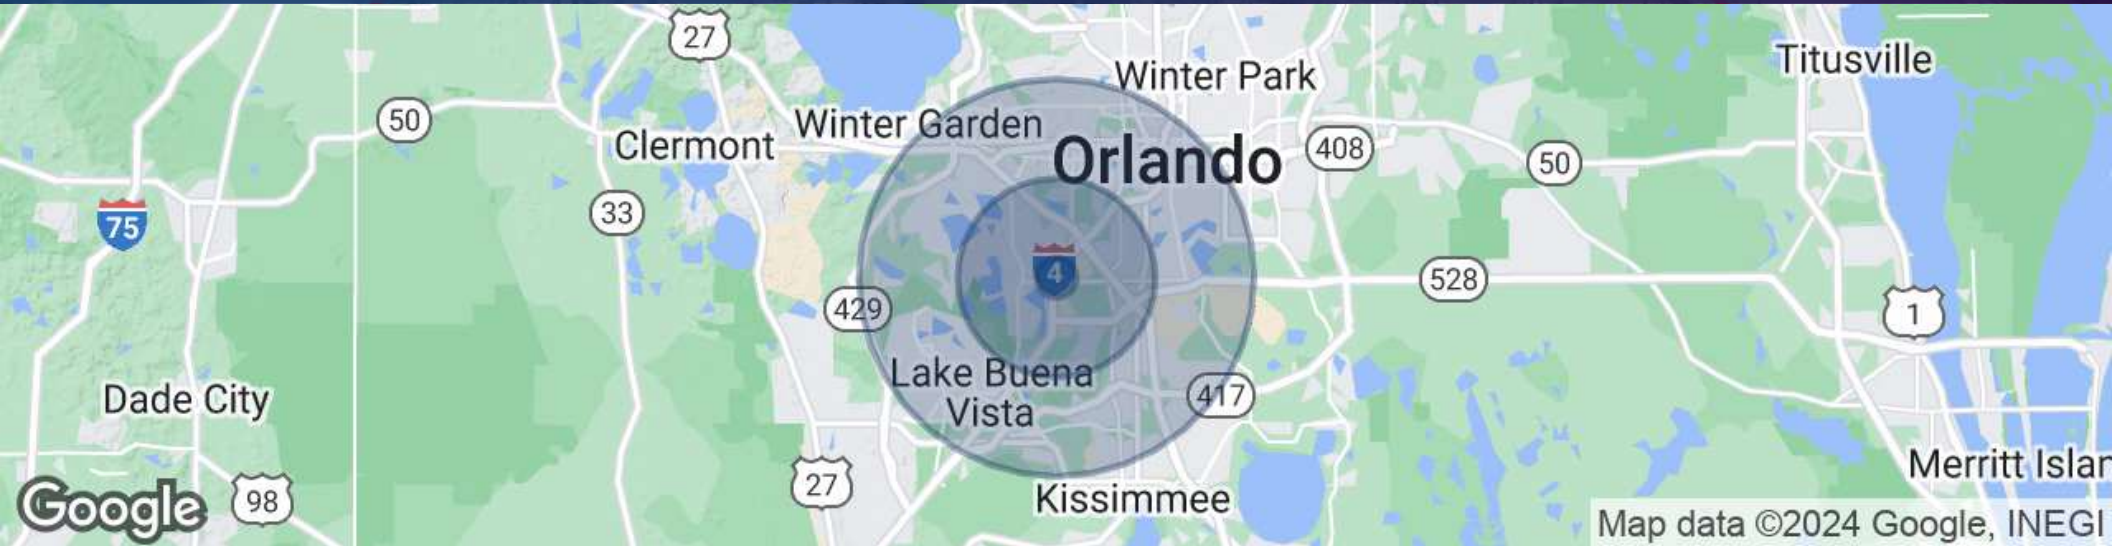 27
Titusville
Winter Park
50
Winter Garden
Clermont
Orlando
408
50
33
75
4
528
429
1
Lake Buena
Vista
417
Dade City
Merritt Islan
27
98
Kissimmee
Google
Map data ©2024 Google, INEGI